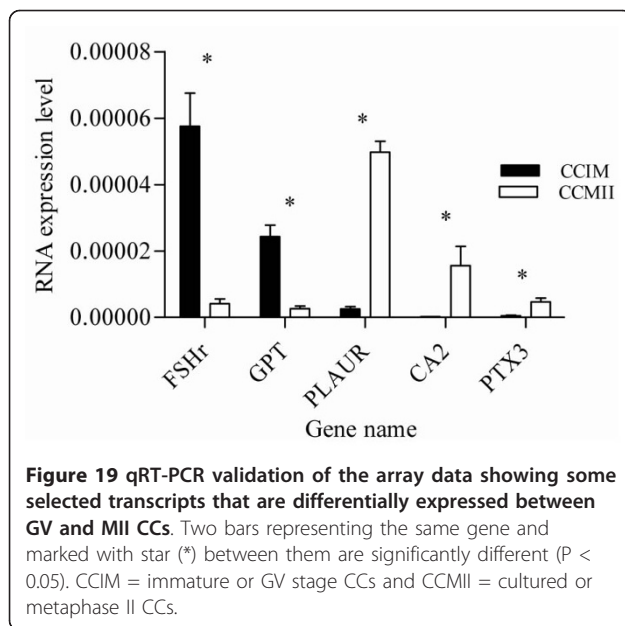 0.00008
0.00006
0.00004
0.00002
0.00000
RNA expression level
*
*
*
*
*
CCIM
CCMII
FSHr
GPT
PLAUR
CA2
PTX3
Gene name
Figure 19 qRT-PCR validation of the array data showing some
selected transcripts that are differentially expressed between
GV and MII CCs. Two bars representing the same gene and
marked with star (*) between them are significantly different (P <
0.05). CCIM = immature or GV stage CCs and CCMII = cultured or
metaphase II CCs.